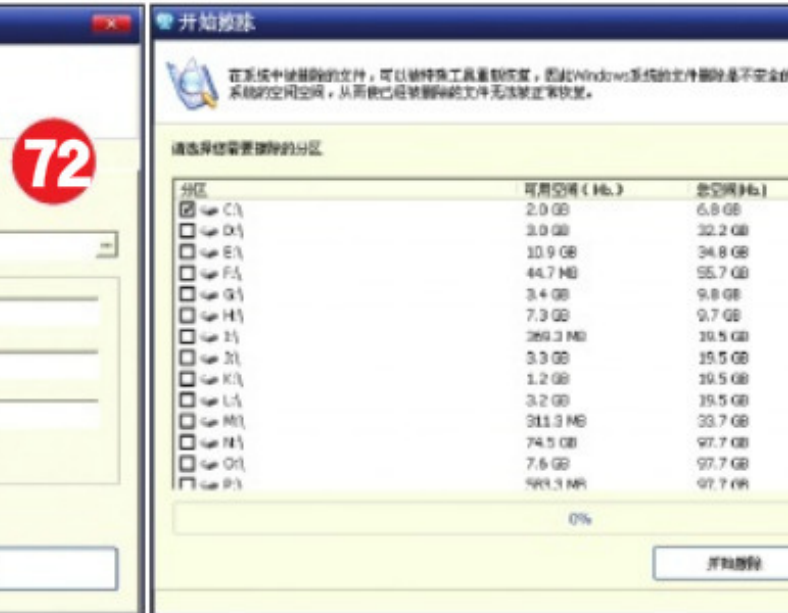 72
开始擦除
在系统中被删除的文件，可以被特殊工具重新恢复，因此Windows系统的文件删除是不安全的
系统的空闲空间，从而使已经被删除的文件无法被正常恢复。
请选择您需要擦除的分区
分区 可用空间(Mb.) 总空间(Mb.)
C:\ 2.0 GB 6.8 GB
D:\ 3.0 GB 32.2 GB
E:\ 10.9 GB 34.8 GB
F:\ 44.7 MB 55.7 GB
G:\ 3.4 GB 9.8 GB
H:\ 7.3 GB 9.7 GB
I:\ 369.3 MB 19.5 GB
J:\ 3.3 GB 19.5 GB
K:\ 1.2 GB 19.5 GB
L:\ 3.2 GB 19.5 GB
M:\ 311.3 MB 33.7 GB
N:\ 74.5 GB 97.7 GB
O:\ 7.6 GB 97.7 GB
P:\ 583.3 MB 97.7 GB
0%
开始擦除